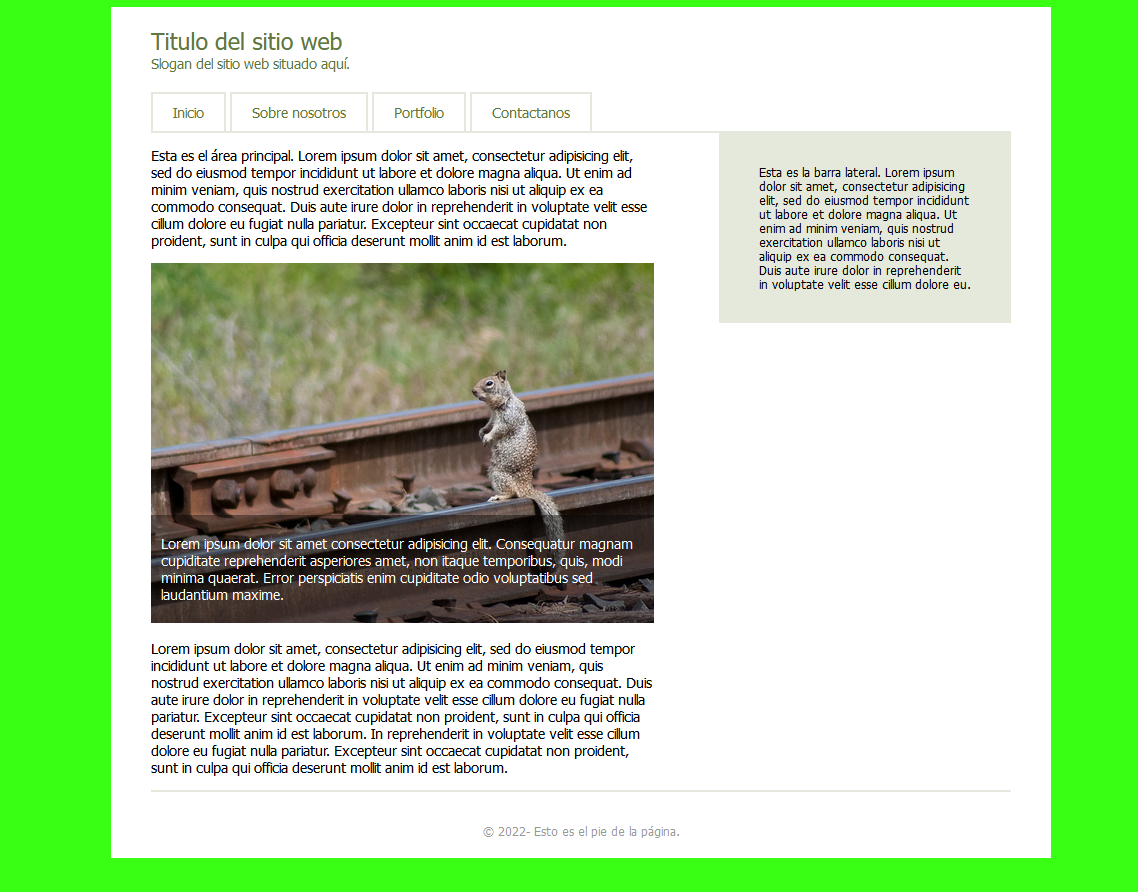 Titulo del sitio web
Slogan del sitio web situado aquí.
Inicio
Sobre nosotros
Portfolio
Contactanos
Esta es el área principal. Lorem ipsum dolor sit amet, consectetur adipisicing elit,
sed do eiusmod tempor incididunt ut labore et dolore magna aliqua. Ut enim ad
minim veniam, quis nostrud exercitation ullamco laboris nisi ut aliquip ex ea
commodo consequat. Duis aute irure dolor in reprehenderit in voluptate velit esse
cillum dolore eu fugiat nulla pariatur. Excepteur sint occaecat cupidatat non
proident, sunt in culpa qui officia deserunt mollit anim id est laborum.
Lorem ipsum dolor sit amet consectetur adipisicing elit. Consequatur magnam
cupiditate reprehenderit asperiores amet, non itaque temporibus, quis, modi
minima quaerat. Error perspiciatis enim cupiditate odio voluptatibus sed
laudantium maxime.
Lorem ipsum dolor sit amet, consectetur adipisicing elit, sed do eiusmod tempor
incididunt ut labore et dolore magna aliqua. Ut enim ad minim veniam, quis
nostrud exercitation ullamco laboris nisi ut aliquip ex ea commodo consequat. Duis
aute irure dolor in reprehenderit in voluptate velit esse cillum dolore eu fugiat nulla
pariatur. Excepteur sint occaecat cupidatat non proident, sunt in culpa qui officia
deserunt mollit anim id est laborum. In reprehenderit in voluptate velit esse cillum
dolore eu fugiat nulla pariatur. Excepteur sint occaecat cupidatat non proident,
sunt in culpa qui officia deserunt mollit anim id est laborum.
Esta es la barra lateral. Lorem ipsum
dolor sit amet, consectetur adipisicing
elit, sed do eiusmod tempor incididunt
ut labore et dolore magna aliqua. Ut
enim ad minim veniam, quis nostrud
exercitation ullamco laboris nisi ut
aliquip ex ea commodo consequat.
Duis aute irure dolor in reprehenderit
in voluptate velit esse cillum dolore eu.
© 2022- Esto es el pie de la página.